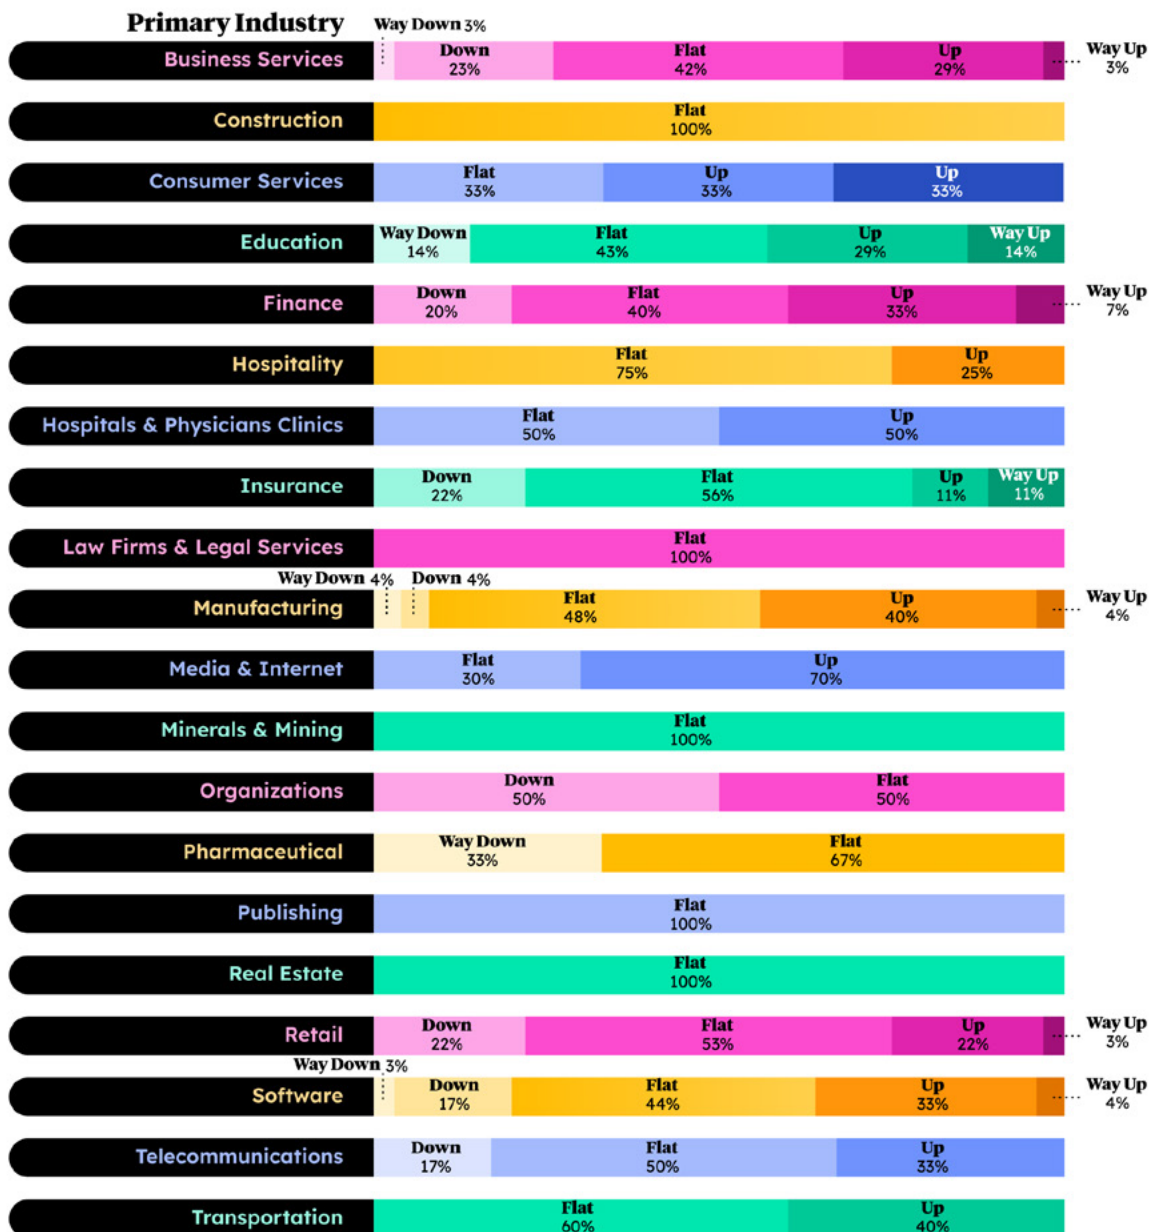 Primary Industry
Way Down 3%
Business Services
Down Flat Up Way Up
23% 42% 29% 3%
Construction
Flat
100%
Consumer Services
Flat Up Up
33% 33% 33%
Education
Way Down Flat Up Way Up
14% 43% 29% 14%
Finance
Down Flat Up Way Up
20% 40% 33% 7%
Hospitality
Flat Up
75% 25%
Hospitals & Physicians Clinics
Flat Up
50% 50%
Insurance
Down Flat Up Way Up
22% 56% 11% 11%
Law Firms & Legal Services
Flat
100%
Way Down 4% Down 4%
Manufacturing
Flat Up Way Up
48% 40% 4%
Media & Internet
Flat Up
30% 70%
Minerals & Mining
Flat
100%
Organizations
Down Flat
50% 50%
Pharmaceutical
Way Down Flat
33% 67%
Publishing
Flat
100%
Real Estate
Flat
100%
Retail
Down Flat Up Way Up
22% 53% 22% 3%
Way Down 3%
Software
Down Flat Up Way Up
17% 44% 33% 4%
Telecommunications
Down Flat Up
17% 50% 33%
Transportation
Flat Up
60% 40%